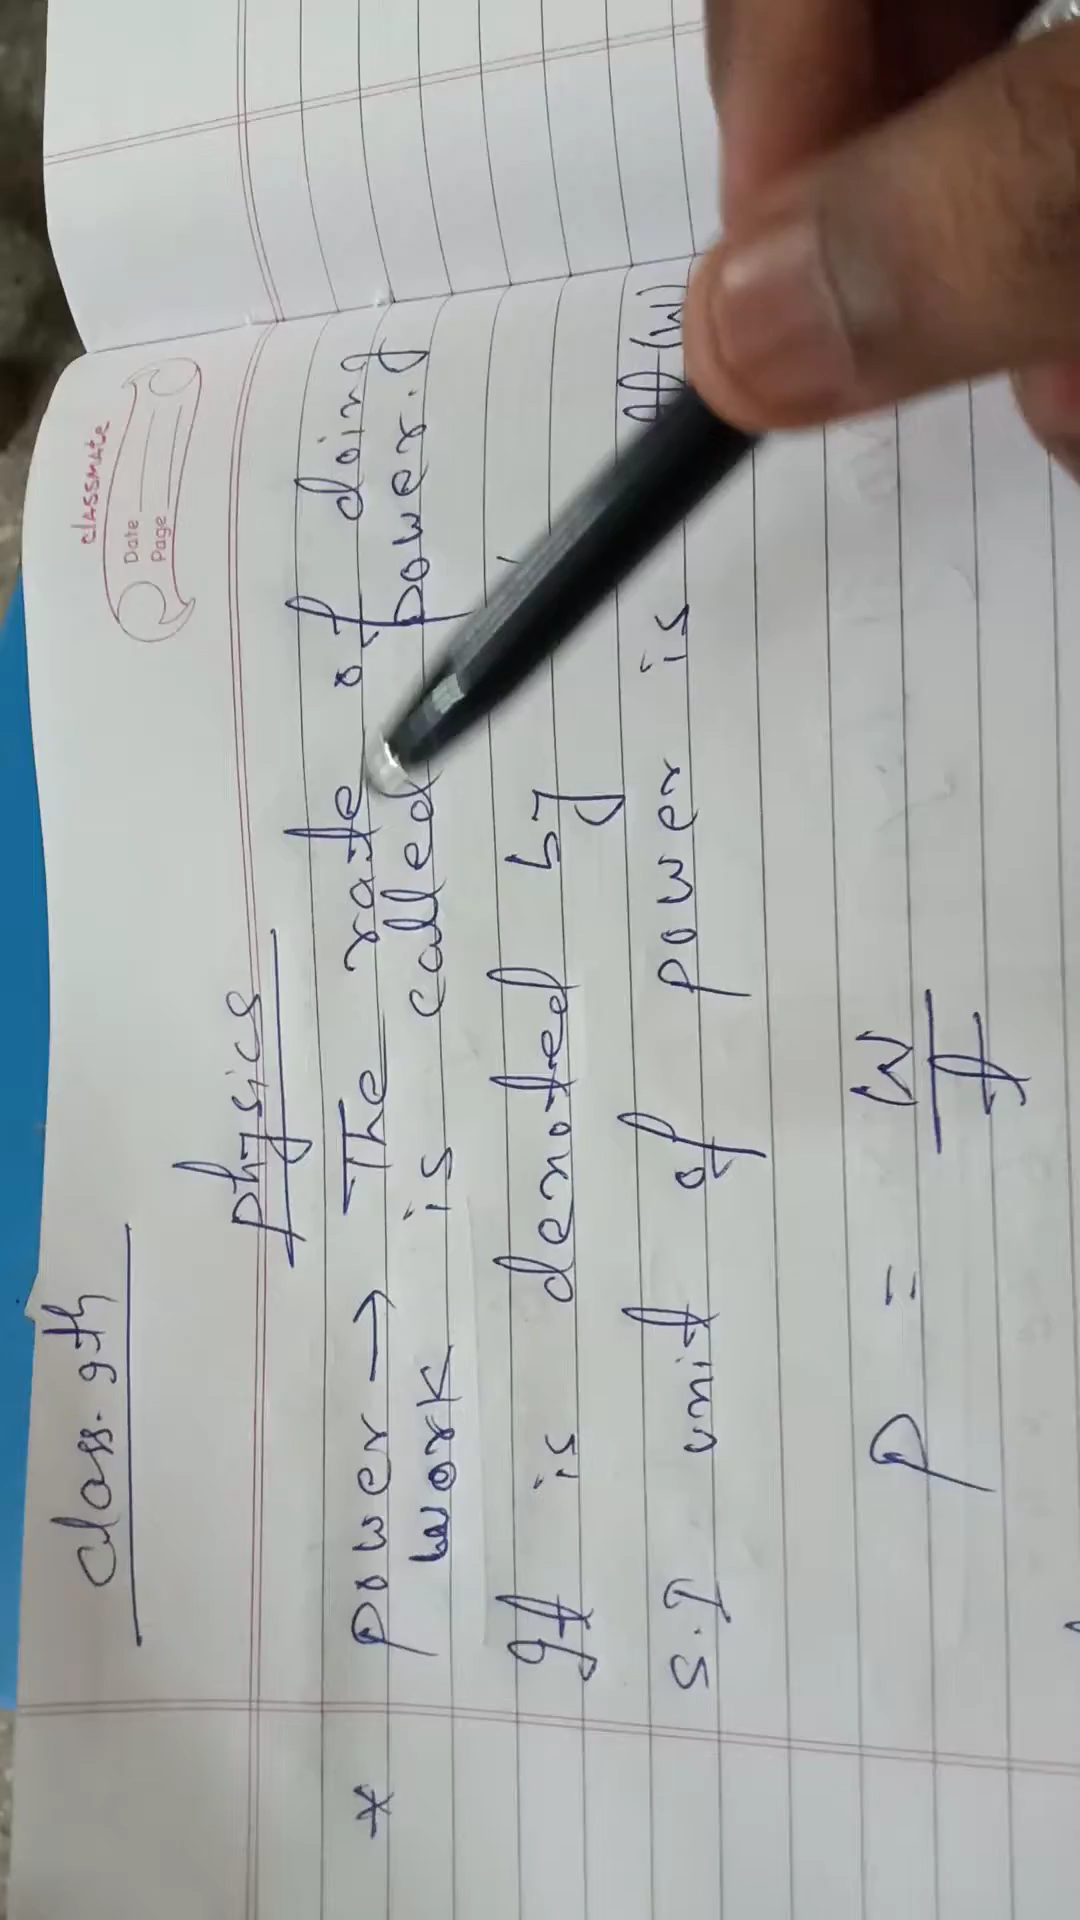 classmate
Date
Page
Class. 9th
Physics
* Power → The rate of doing
work is called power.
It is denoted by
S.I unit of power is (W)
P = W
t